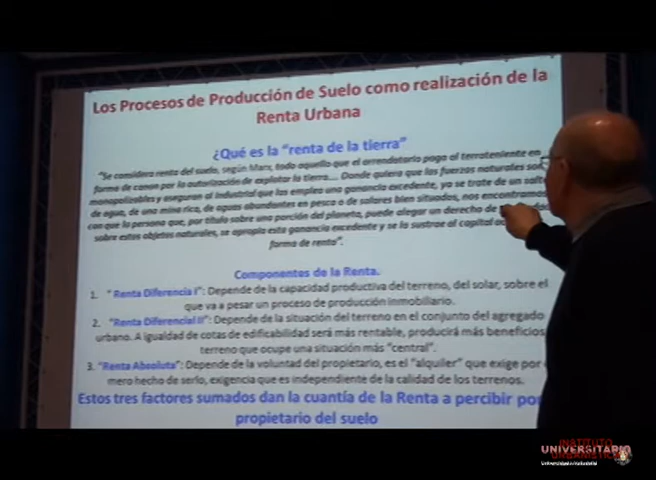 Los Procesos de Producción de Suelo como realización de la
Renta Urbana
¿Qué es la "renta de la tierra"
"Se considera renta del suelo, según Marx, todo aquello que el arrendatario paga al terrateniente en
forma de canon por la autorización de explotar la tierra.... Donde quiera que las fuerzas naturales son
monopolizables y aseguran al industrial que las emplea una ganancia excedente, ya se trate de un salto
de agua, de una mina rica, de aguas abundantes en pesca o de solares bien situados, nos encontramos
con que la persona que, por título sobre una porción del planeta, puede alegar un derecho de
sobre estos objetos naturales, se apropia esta ganancia excedente y se la sustrae al capital
forma de renta".
Componentes de la Renta.
1. "Renta Diferencia I": Depende de la capacidad productiva del terreno, del solar, sobre el
que va a pesar un proceso de producción inmobiliario.
2. "Renta Diferencial II": Depende de la situación del terreno en el conjunto del agregado
urbano. A igualdad de cotas de edificabilidad será más rentable, producirá más beneficios
terreno que ocupe una situación más "central".
3. "Renta Absoluta": Depende de la voluntad del propietario, es el "alquiler" que exige por
mero hecho de serlo, exigencia que es independiente de la calidad de los terrenos.
Estos tres factores sumados dan la cuantía de la Renta a percibir por
propietario del suelo
INSTITUTO
UNIVERSITARIO
URBANÍSTICA